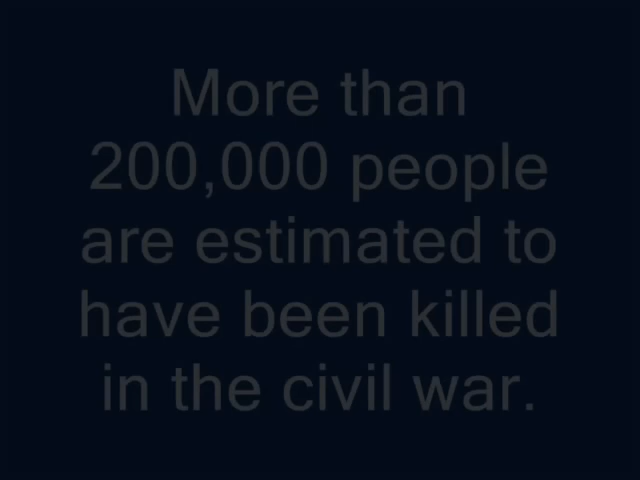 More than
200,000 people
are estimated to
have been killed
in the civil war.